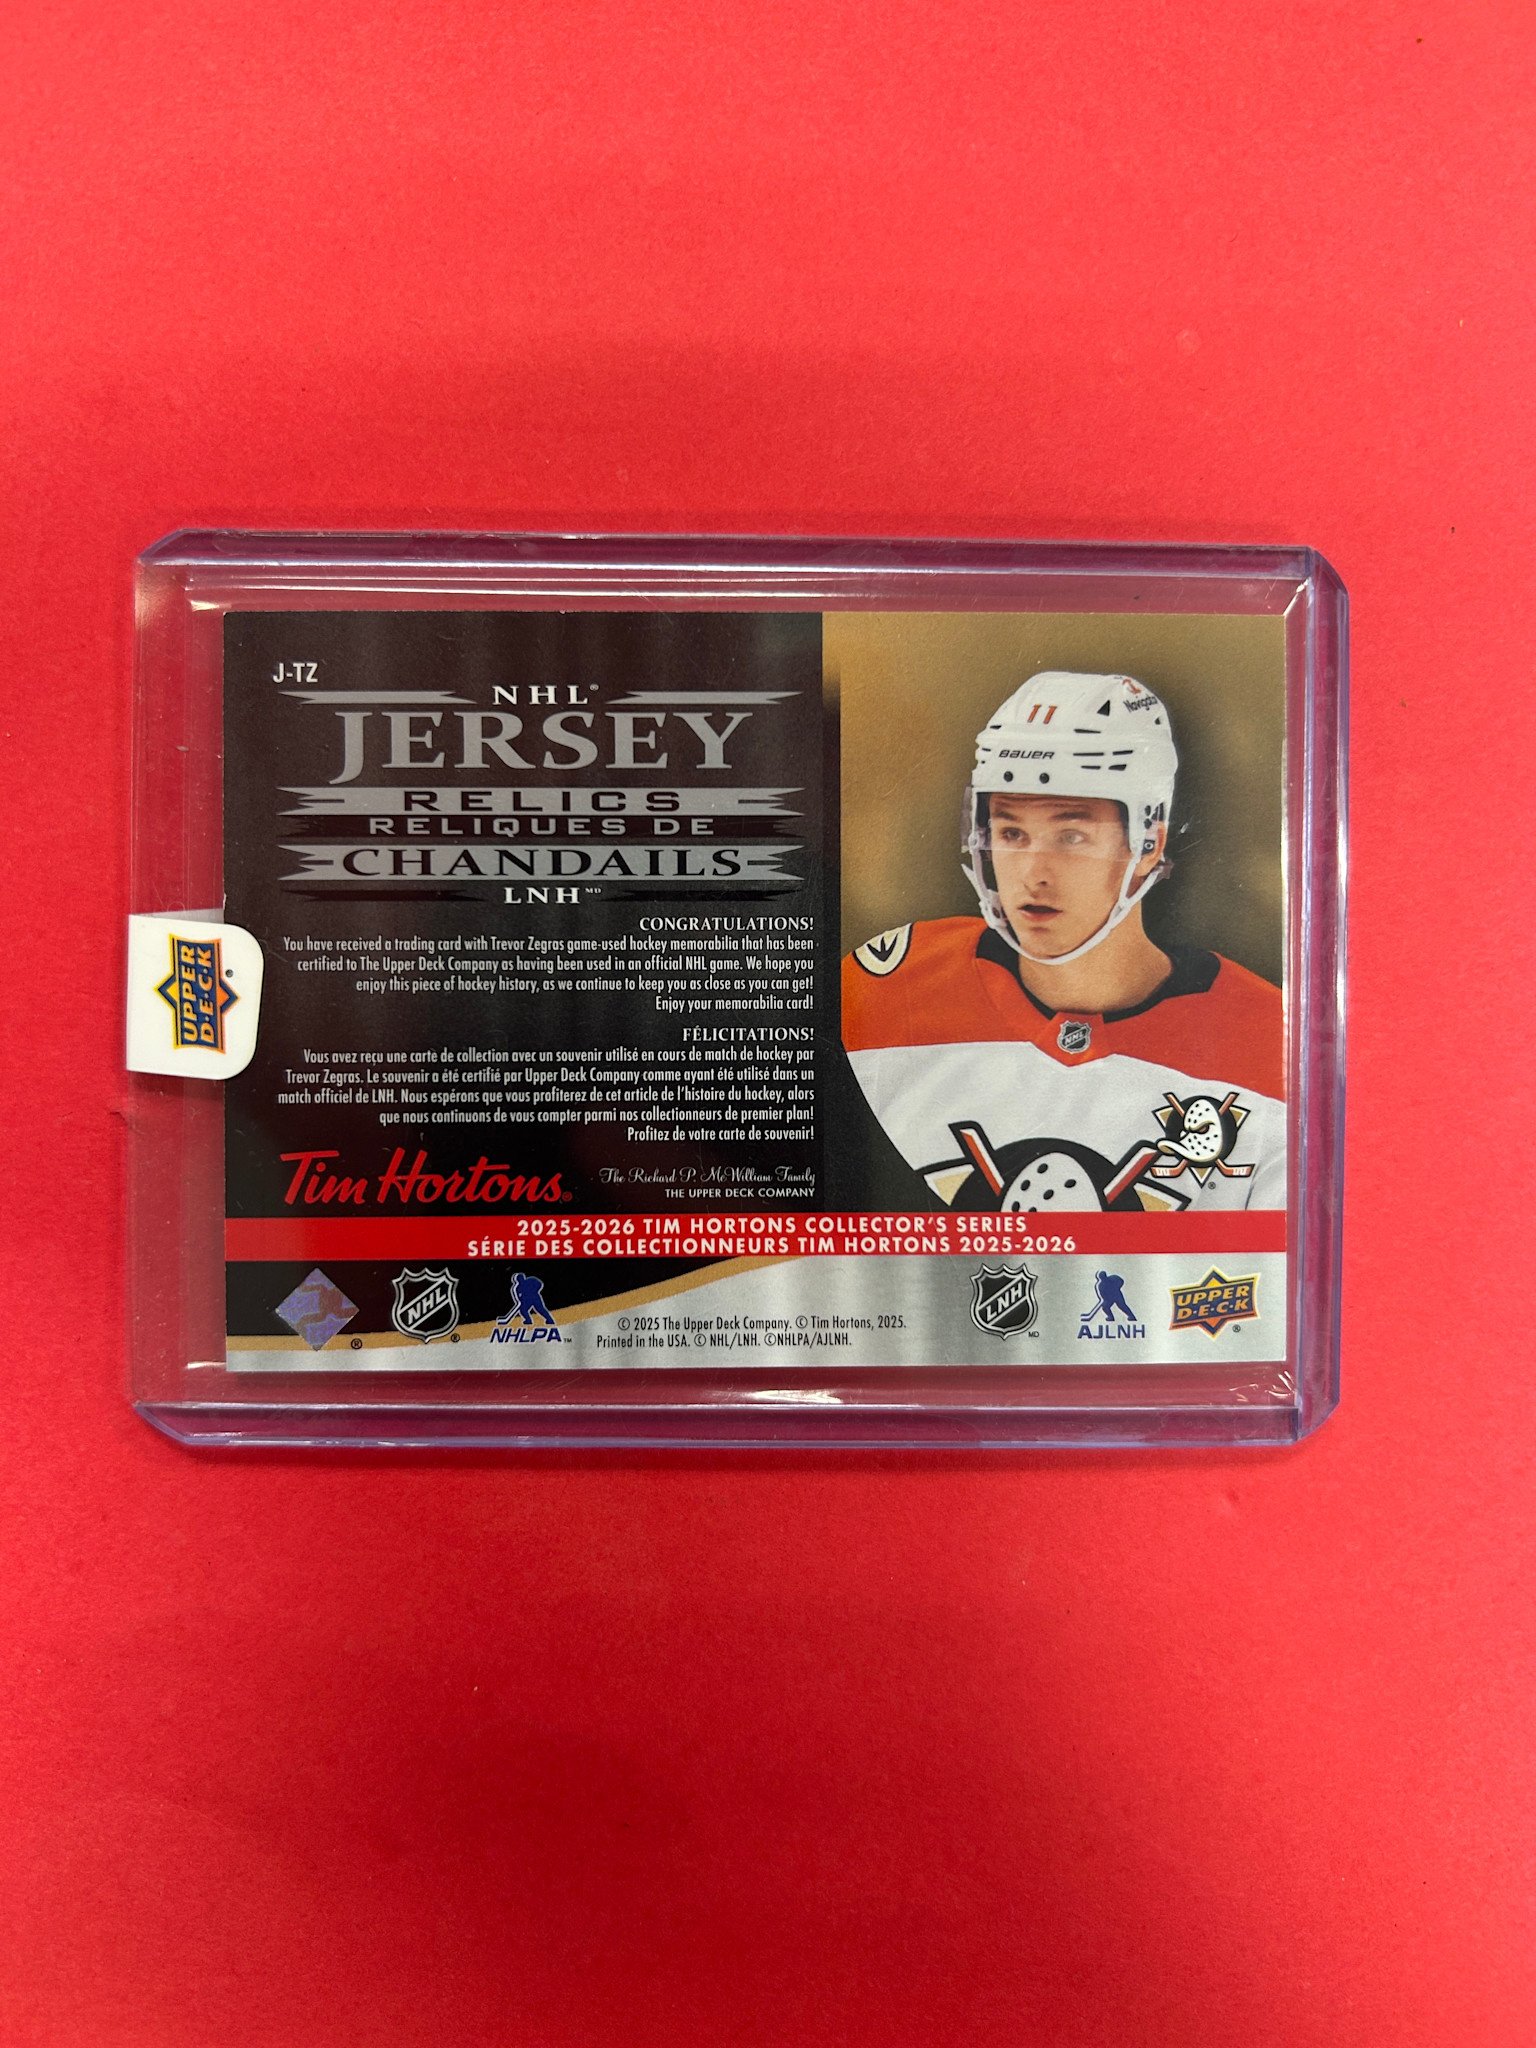 J-TZ
NHL®
JERSEY
RELICS
RELIQUES DE
CHANDAILS
LNH MD
CONGRATULATIONS!
You have received a trading card with Trevor Zegras game-used hockey memorabilia that has been
certified to The Upper Deck Company as having been used in an official NHL game. We hope you
enjoy this piece of hockey history, as we continue to keep you as close as you can get!
Enjoy your memorabilia card!
FÉLICITATIONS!
Vous avez reçu une carte de collection avec un souvenir utilisé en cours de match de hockey par
Trevor Zegras. Le souvenir a été certifié par Upper Deck Company comme ayant été utilisé dans un
match officiel de LNH. Nous espérons que vous profiterez de cet article de l'histoire du hockey, alors
que nous continuons de vous compter parmi nos collectionneurs de premier plan!
Profitez de votre carte de souvenir!
Tim Hortons®
The Richard P. McWilliam Family
THE UPPER DECK COMPANY
11
BAUER
Navigate
NHL
UPPER
D·E·C·K®
2025-2026 TIM HORTONS COLLECTOR'S SERIES
SÉRIE DES COLLECTIONNEURS TIM HORTONS 2025-2026
®
NHL®
NHLPA™
© 2025 The Upper Deck Company. © Tim Hortons, 2025.
Printed in the USA. © NHL/LNH. ©NHLPA/AJLNH.
LNH MD
AJLNH
UPPER
D·E·C·K®